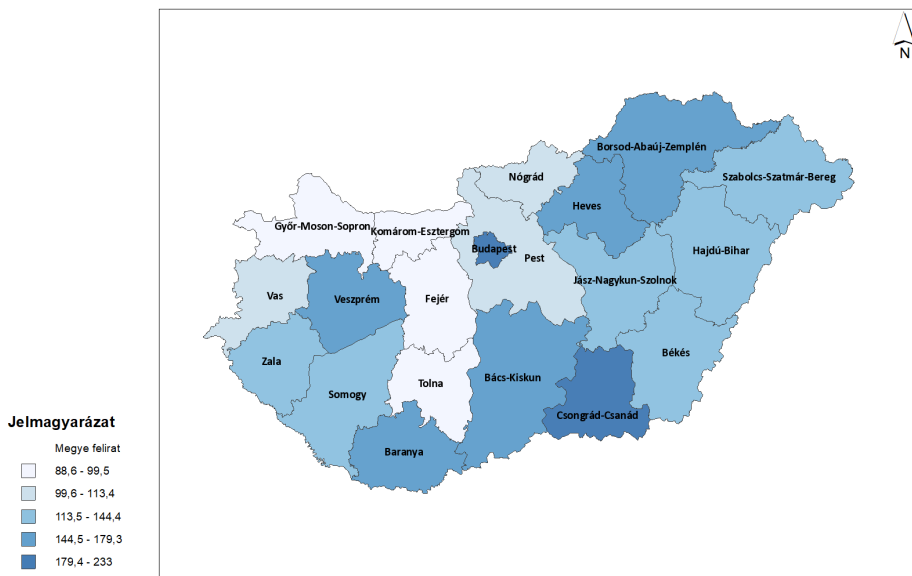 N
Borsod-Abaúj-Zemplén
Nógrád
Szabolcs-Szatmár-Bereg
Heves
Győr-Moson-Sopron
Komárom-Esztergom
Budapest
Pest
Hajdú-Bihar
Jász-Nagykun-Szolnok
Vas
Veszprém
Fejér
Békés
Zala
Somogy
Tolna
Bács-Kiskun
Csongrád-Csanád
Baranya
Jelmagyarázat
Megye felirat
88,6 - 99,5
99,6 - 113,4
113,5 - 144,4
144,5 - 179,3
179,4 - 233